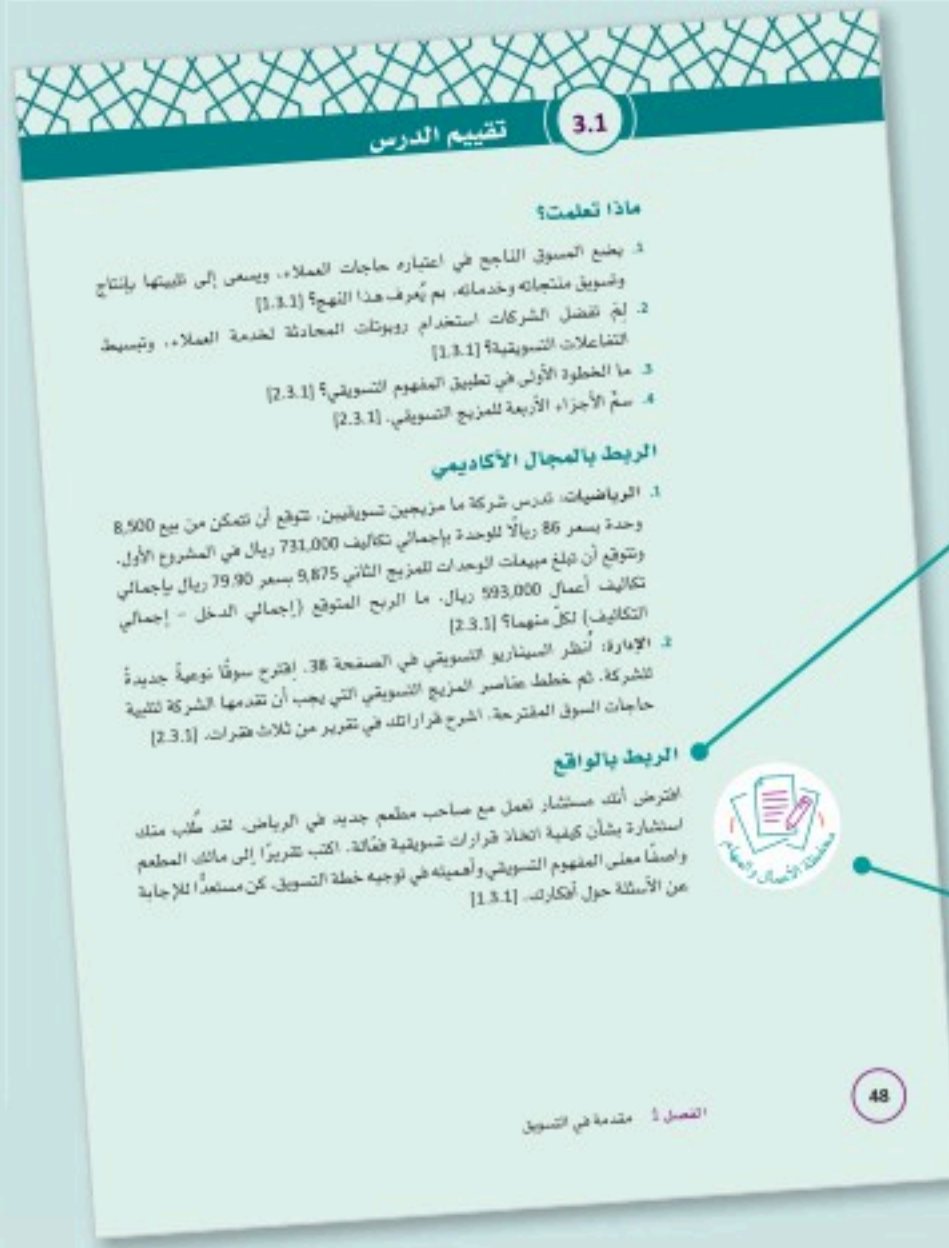 3.1 تقييم الدرس
ماذا تعلمت؟
1. يضع المسوق الناجح في اعتباره حاجات العملاء، ويسعى إلى تلبيتها بإنتاج
وتسويق منتجاته وخدماته. بم يُعرف هذا النهج؟ [1.3.1]
2. لِمَ تفضل الشركات استخدام روبوتات المحادثة لخدمة العملاء، وتبسيط
التفاعلات التسويقية؟ [1.3.1]
3. ما الخطوة الأولى في تطبيق المفهوم التسويقي؟ [2.3.1]
4. سمِّ الأجزاء الأربعة للمزيج التسويقي. [2.3.1]
الربط بالمجال الأكاديمي
1. الرياضيات: تدرس شركة ما مزيجين تسويقيين. تتوقع أن تتمكن من بيع 8,500
وحدة بسعر 86 ريالًا للوحدة بإجمالي تكاليف 731,000 ريال في المشروع الأول.
وتتوقع أن تبلغ مبيعات الوحدات للمزيج الثاني 9,875 بسعر 79.90 ريال بإجمالي
تكاليف أعمال 593,000 ريال. ما الربح المتوقع (إجمالي الدخل - إجمالي
التكاليف) لكلّ منهما؟ [2.3.1]
2. الإدارة: أنظر السيناريو التسويقي في الصفحة 38. إقترح سوقًا نوعيةً جديدةً
للشركة. ثم خطط عناصر المزيج التسويقي التي يجب أن تقدمها الشركة لتلبية
حاجات السوق المقترحة. اشرح قراراتك في تقرير من ثلاث فقرات. [2.3.1]
الربط بالواقع
افترض أنك مستشار تعمل مع صاحب مطعم جديد في الرياض. لقد طُلب منك
استشارة بشأن كيفية اتخاذ قرارات تسويقية فعّالة. اكتب تقريرًا إلى مالك المطعم
واصفًا معنى المفهوم التسويقي وأهميته في توجيه خطة التسويق. كن مستعدًّا للإجابة
عن الأسئلة حول أفكارك. [1.3.1]
محفظة الأعمال والمهام
48
الفصل 1 مقدمة في التسويق